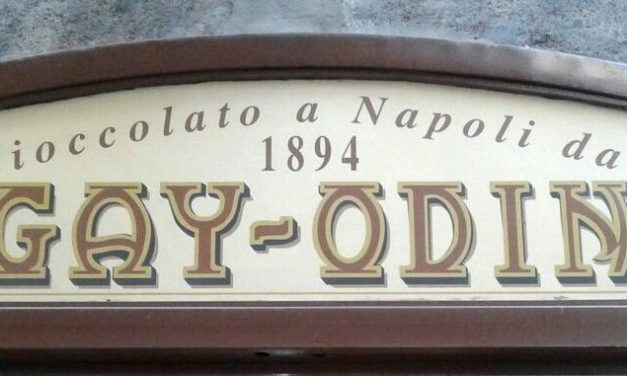 ioccolato a Napoli da
1894
GAY-ODIN